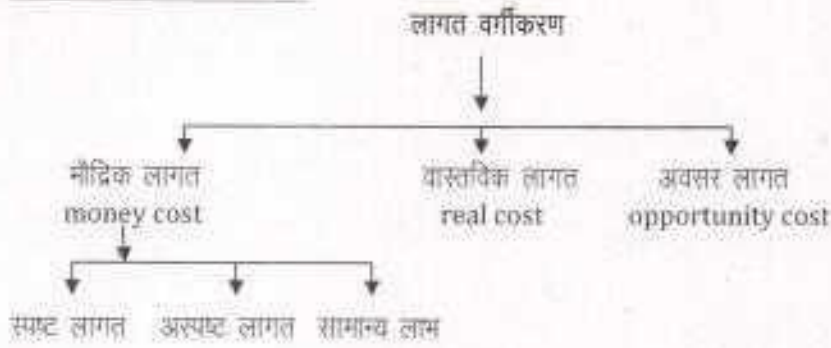 लागत वर्गीकरण
मौद्रिक लागत वास्तविक लागत अवसर लागत
money cost real cost opportunity cost
स्पष्ट लागत अस्पष्ट लागत सामान्य लाभ